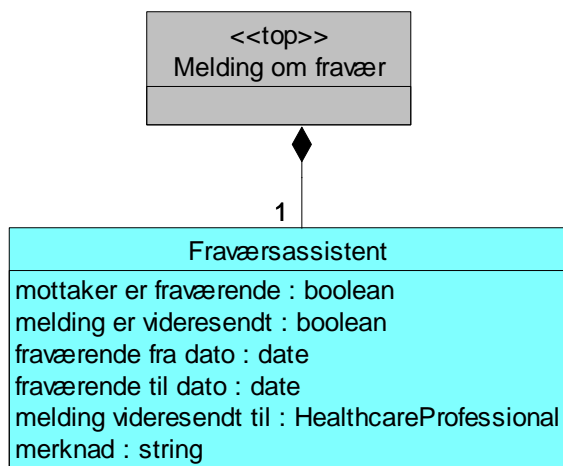 <<top>>
Melding om fravær
1
Fraværsassistent
mottaker er fraværende : boolean
melding er videresendt : boolean
fraværende fra dato : date
fraværende til dato : date
melding videresendt til : HealthcareProfessional
merknad : string